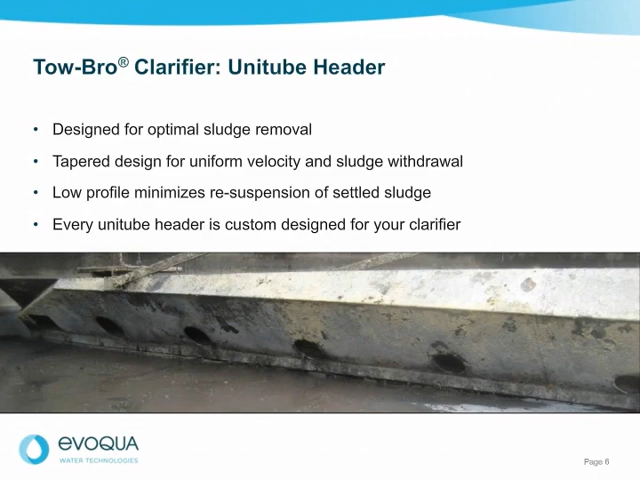 Tow-Bro® Clarifier: Unitube Header
• Designed for optimal sludge removal
• Tapered design for uniform velocity and sludge withdrawal
• Low profile minimizes re-suspension of settled sludge
• Every unitube header is custom designed for your clarifier
evoqua
WATER TECHNOLOGIES
Page 6